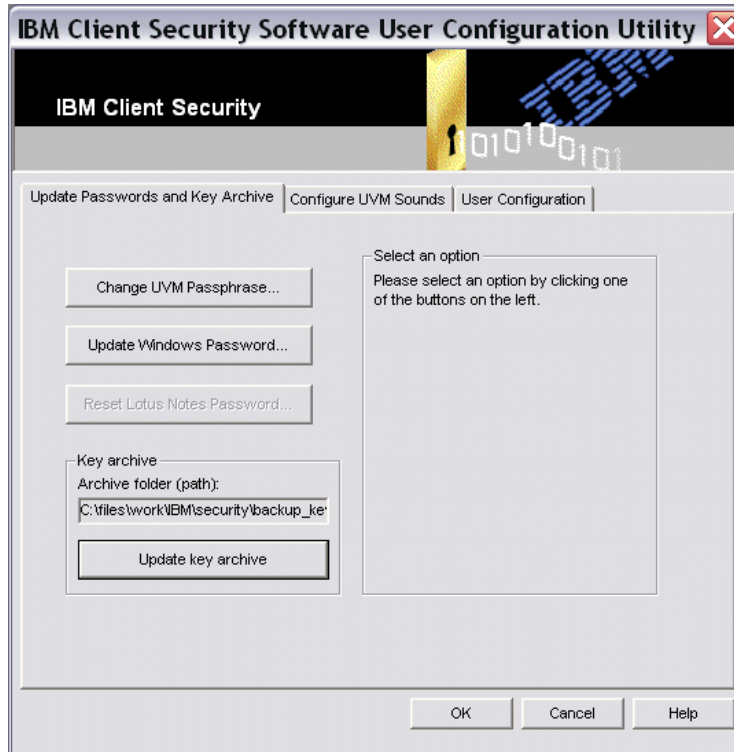 IBM Client Security Software User Configuration Utility
IBM Client Security
IBM
1010100101
Update Passwords and Key Archive
Configure UVM Sounds
User Configuration
Change UVM Passphrase...
Update Windows Password...
Reset Lotus Notes Password...
Key archive
Archive folder (path):
C:\files\work\IBM\security\backup_ke
Update key archive
Select an option
Please select an option by clicking one
of the buttons on the left.
OK
Cancel
Help